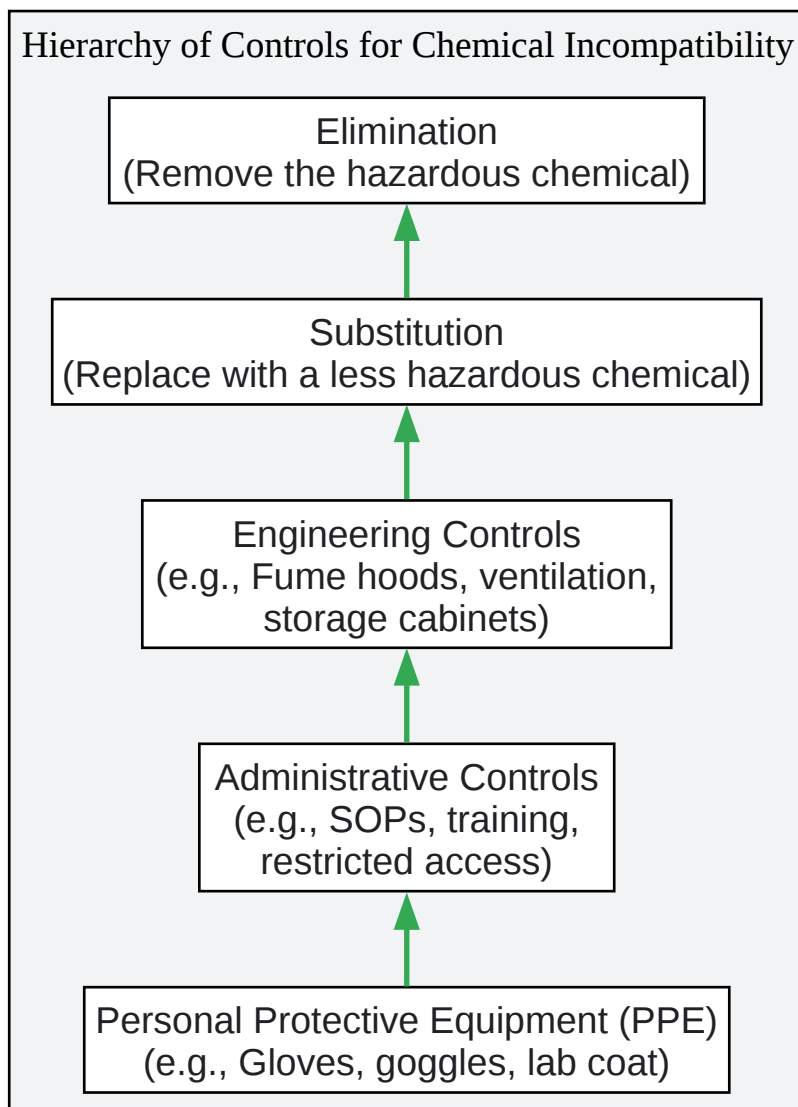 Hierarchy of Controls for Chemical Incompatibility
Elimination
(Remove the hazardous chemical)
Substitution
(Replace with a less hazardous chemical)
Engineering Controls
(e.g., Fume hoods, ventilation,
storage cabinets)
Administrative Controls
(e.g., SOPs, training,
restricted access)
Personal Protective Equipment (PPE)
(e.g., Gloves, goggles, lab coat)